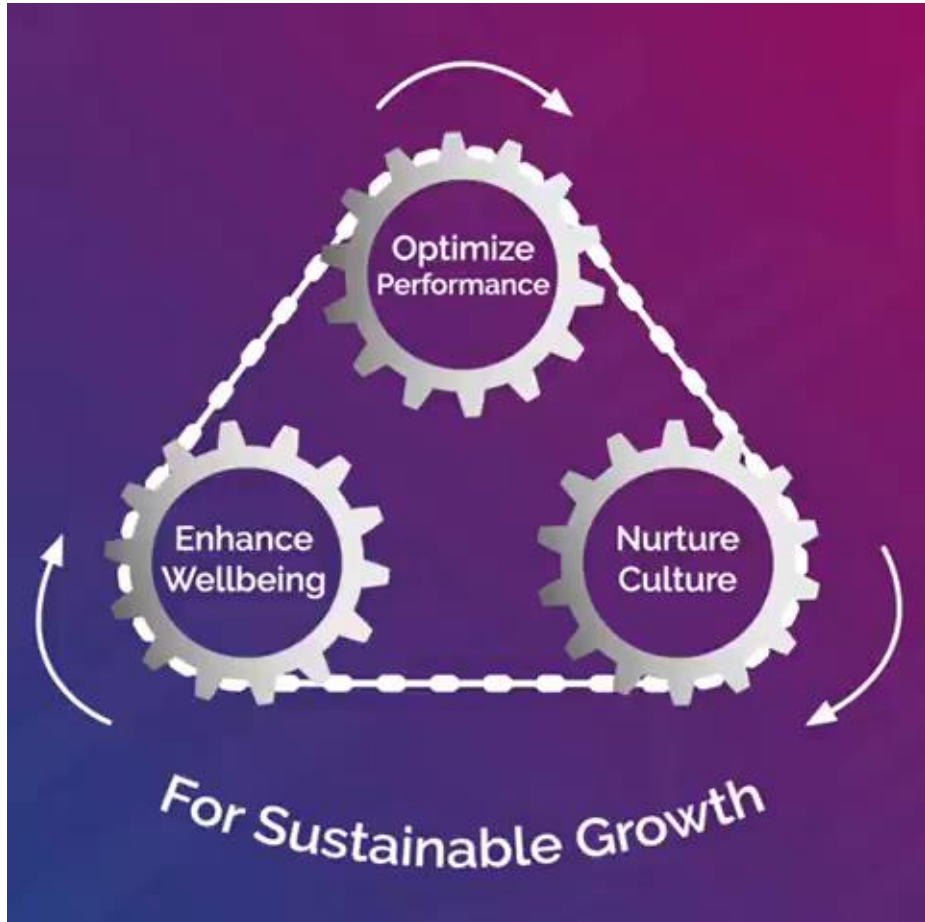 Optimize
Performance
Enhance
Wellbeing
Nurture
Culture
For Sustainable Growth